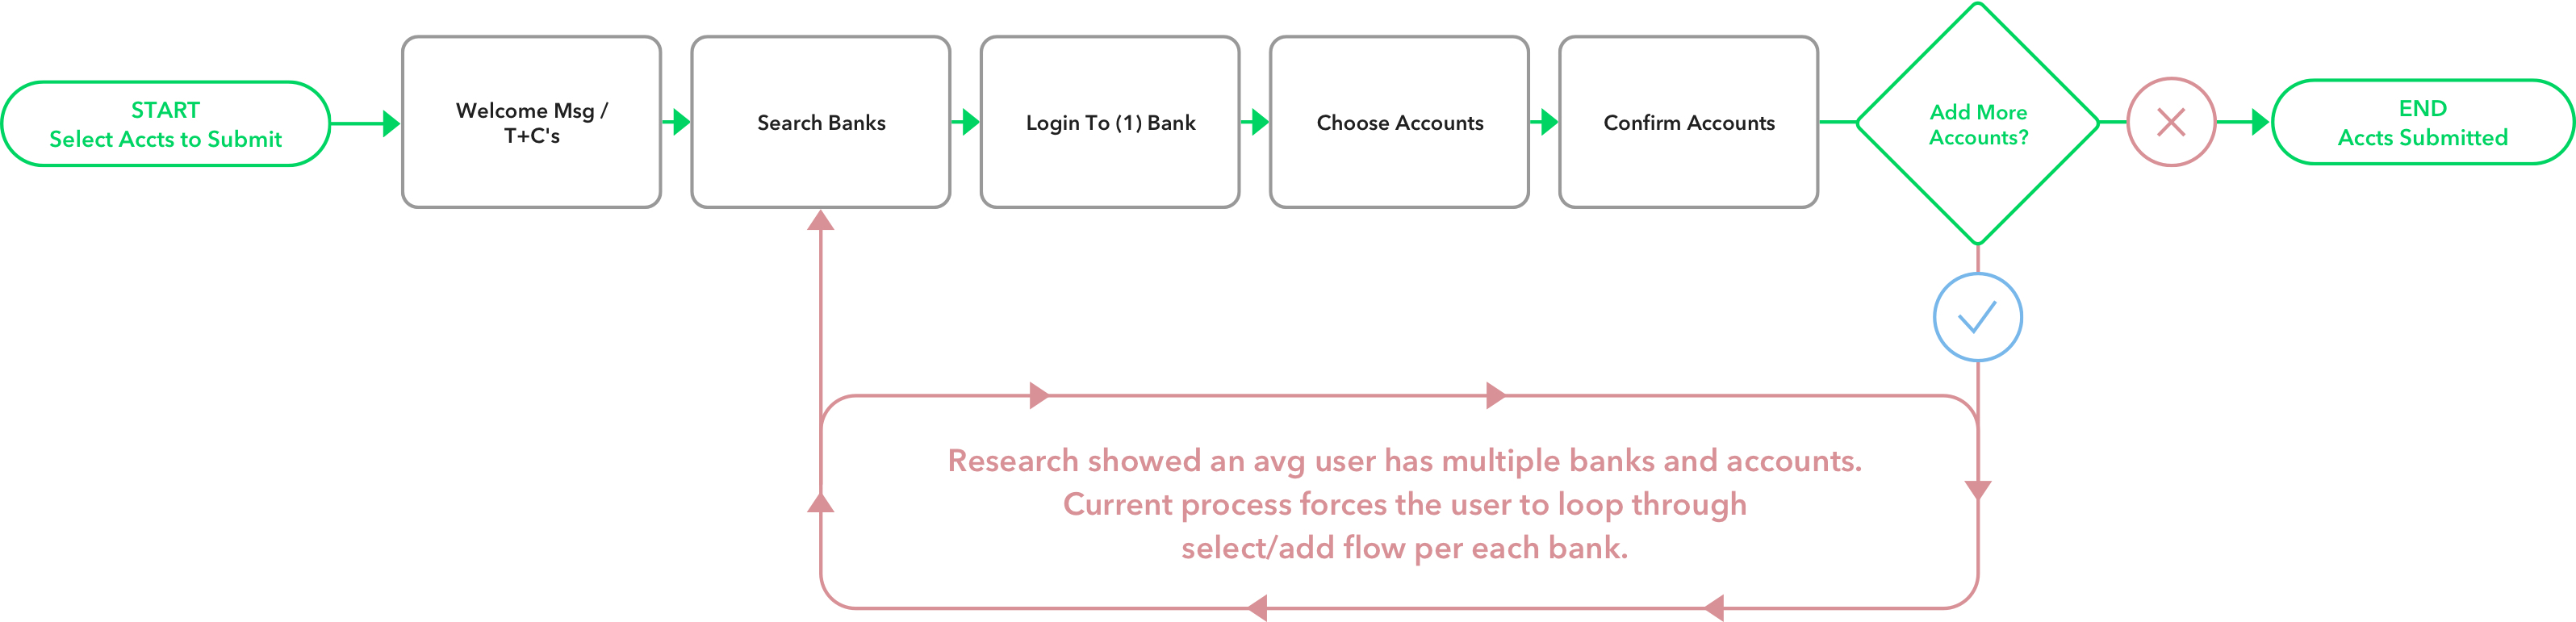 START
Select Accts to Submit
Welcome Msg /
T+C's
Search Banks
Login To (1) Bank
Choose Accounts
Confirm Accounts
Add More
Accounts?
END
Accts Submitted
Research showed an avg user has multiple banks and accounts.
Current process forces the user to loop through
select/add flow per each bank.